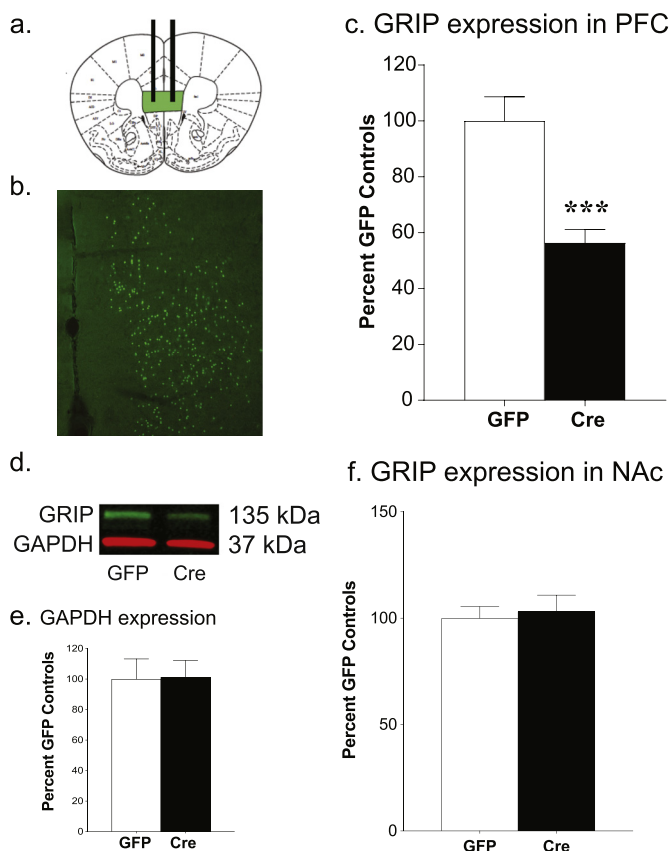 a.
b.
c. GRIP expression in PFC
Percent GFP Controls
120
100
80
60
40
20
0
***
GFP
Cre
d.
GRIP
135 kDa
GAPDH
37 kDa
GFP
Cre
e. GAPDH expression
Percent GFP Controls
120
100
80
60
40
20
0
GFP
Cre
f. GRIP expression in NAc
Percent GFP Controls
150
100
50
0
GFP
Cre